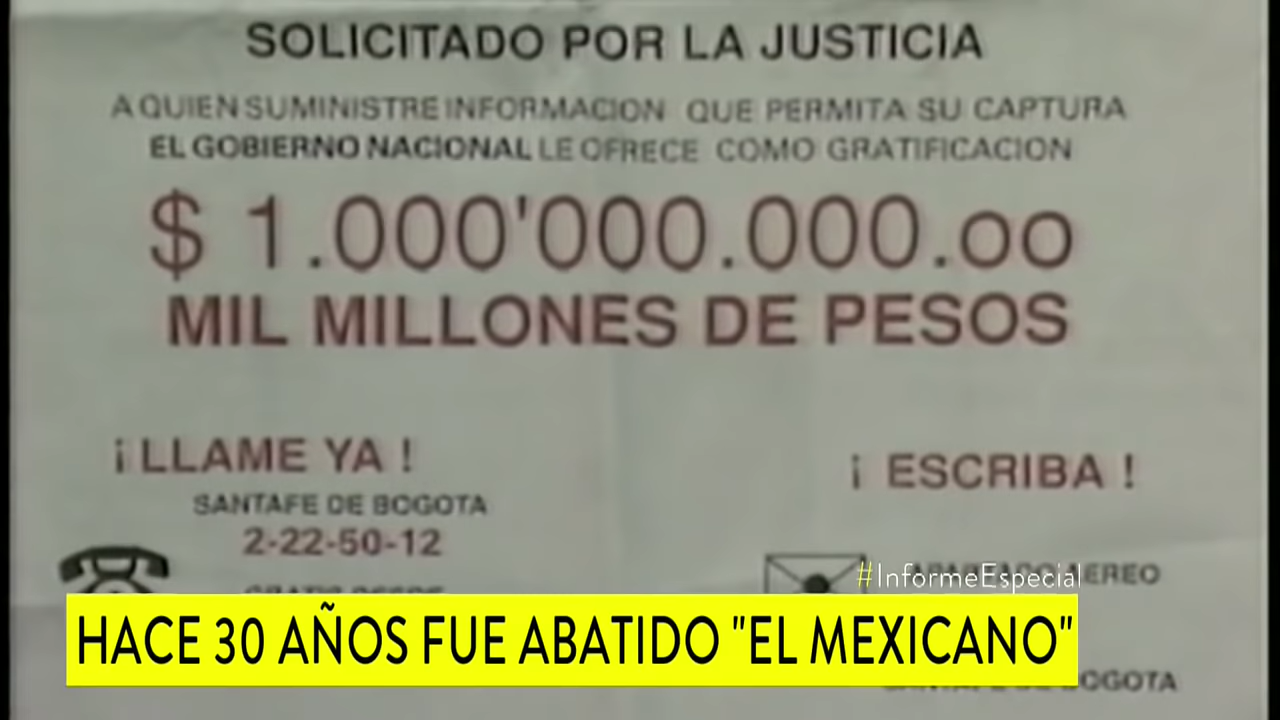 SOLICITADO POR LA JUSTICIA
A QUIEN SUMINISTRE INFORMACION QUE PERMITA SU CAPTURA
EL GOBIERNO NACIONAL LE OFRECE COMO GRATIFICACION
$ 1.000'000.000.oo
MIL MILLONES DE PESOS
¡ LLAME YA !
SANTAFE DE BOGOTA
2-22-50-12
¡ ESCRIBA !
AEREO
#InformeEspecial
HACE 30 AÑOS FUE ABATIDO "EL MEXICANO"
BOGOTA